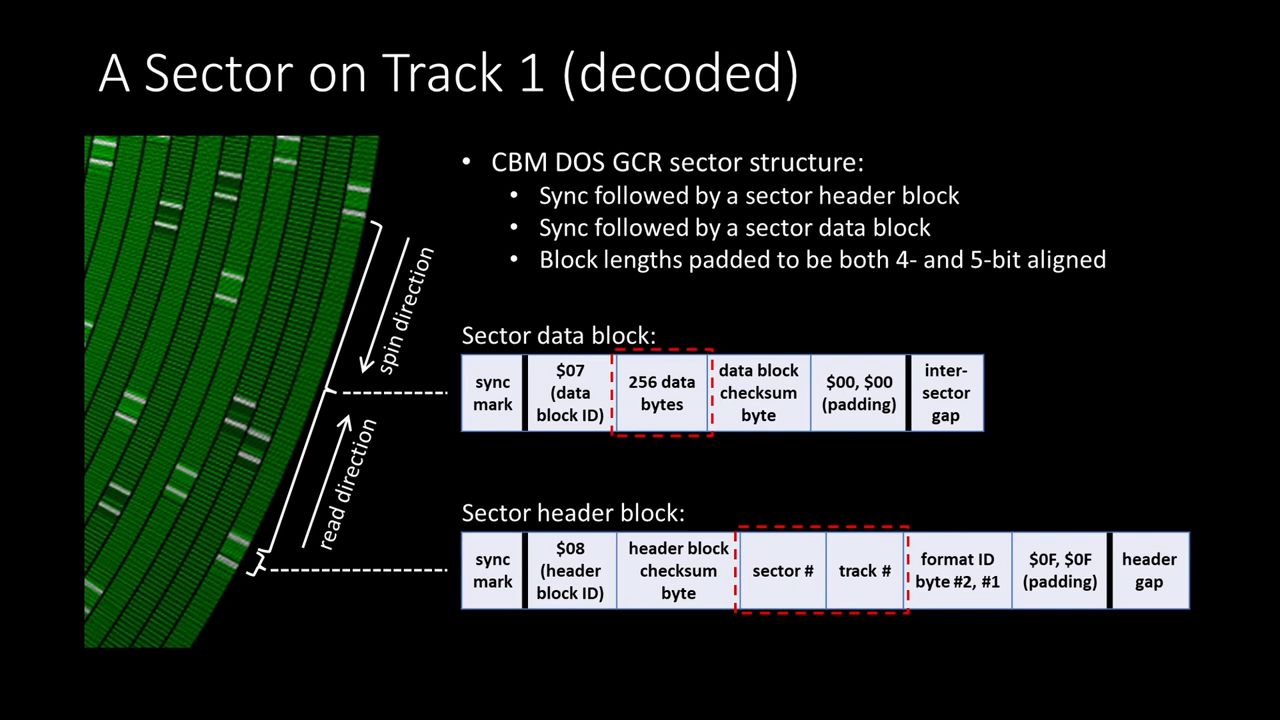 A Sector on Track 1 (decoded)
• CBM DOS GCR sector structure:
• Sync followed by a sector header block
• Sync followed by a sector data block
• Block lengths padded to be both 4- and 5-bit aligned
spin direction
read direction
Sector data block:
sync
mark
$07
(data
block ID)
256 data
bytes
data block
checksum
byte
$00, $00
(padding)
inter-
sector
gap
Sector header block:
sync
mark
$08
(header
block ID)
header block
checksum
byte
sector #
track #
format ID
byte #2, #1
$0F, $0F
(padding)
header
gap